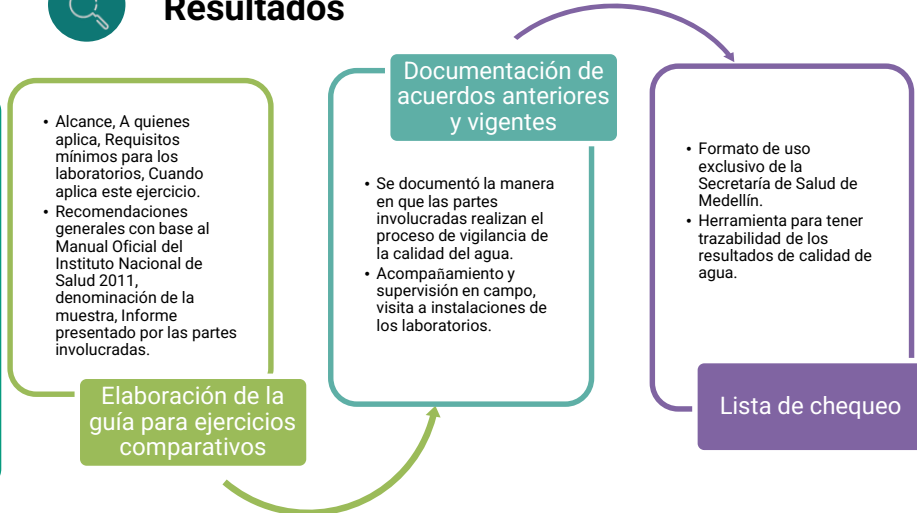 Resultados
• Alcance, A quienes
aplica, Requisitos
mínimos para los
laboratorios, Cuando
aplica este ejercicio.
• Recomendaciones
generales con base al
Manual Oficial del
Instituto Nacional de
Salud 2011,
denominación de la
muestra, Informe
presentado por las partes
involucradas.
Elaboración de la
guía para ejercicios
comparativos
Documentación de
acuerdos anteriores
y vigentes
• Se documentó la manera
en que las partes
involucradas realizan el
proceso de vigilancia de
la calidad del agua.
• Acompañamiento y
supervisión en campo,
visita a instalaciones de
los laboratorios.
• Formato de uso
exclusivo de la
Secretaría de Salud de
Medellín.
• Herramienta para tener
trazabilidad de los
resultados de calidad de
agua.
Lista de chequeo